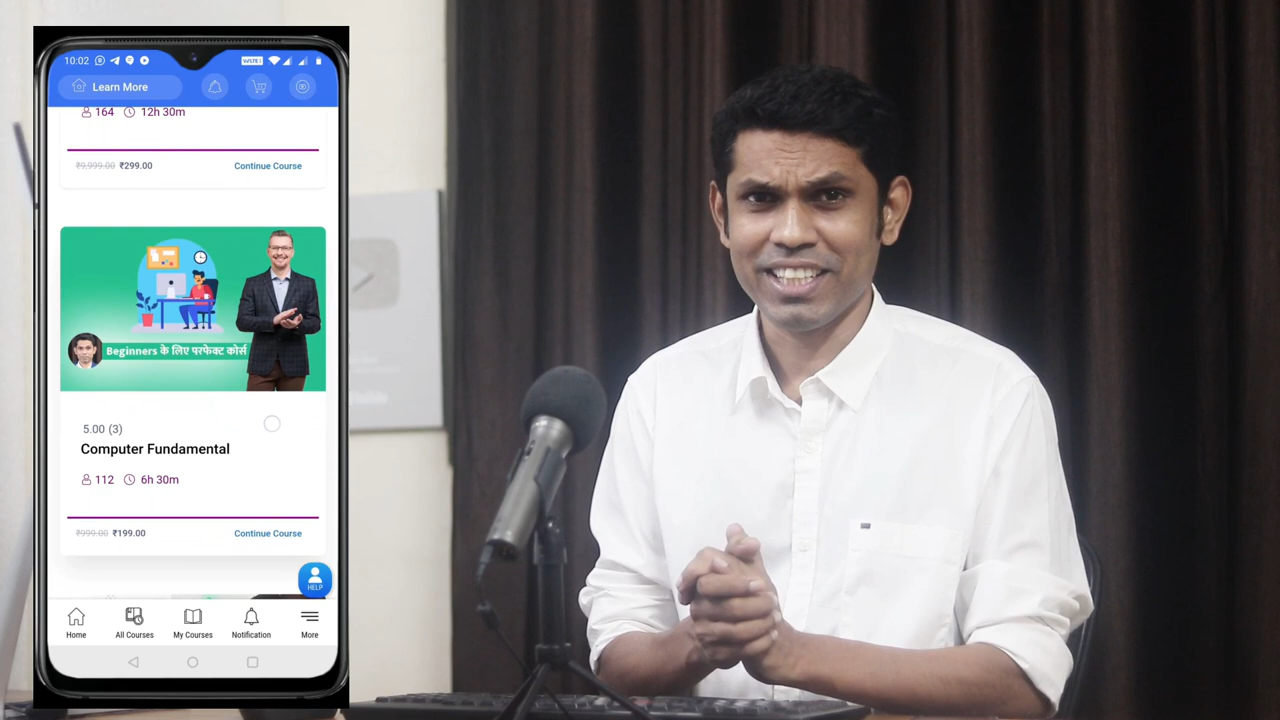 10:02
VoLTE1
Learn More
164 12h 30m
₹9,999.00 ₹299.00 Continue Course
Beginners के लिए परफेक्ट कोर्स
5.00 (3)
Computer Fundamental
112 6h 30m
₹999.00 ₹199.00 Continue Course
HELP
Home All Courses My Courses Notification More